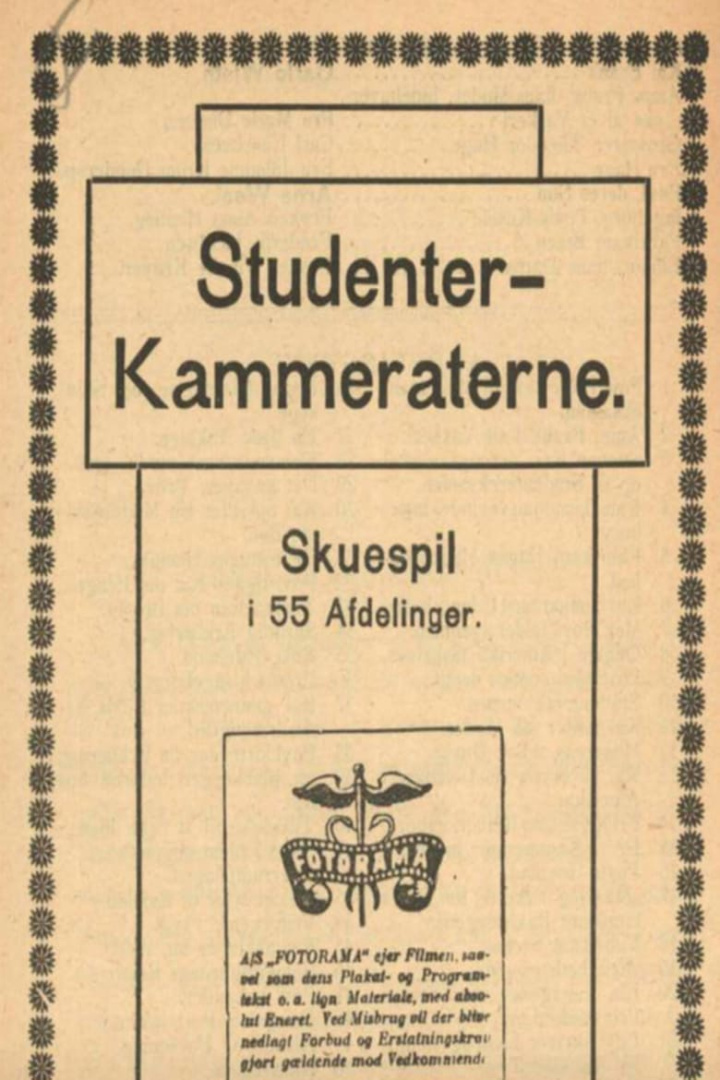 Studenter-
Kammeraterne.
Skuespil
i 55 Afdelinger.
FOTORAMA
A/S „FOTORAMA“ ejer Filmen, saa-
vel som dens Plakat- og Program-
tekst o. a. lign. Materiale, med abso-
lut Eneret. Ved Misbrug vil der blive
nedlagt Forbud og Erstatningskrav
gjort gældende mod Vedkommende